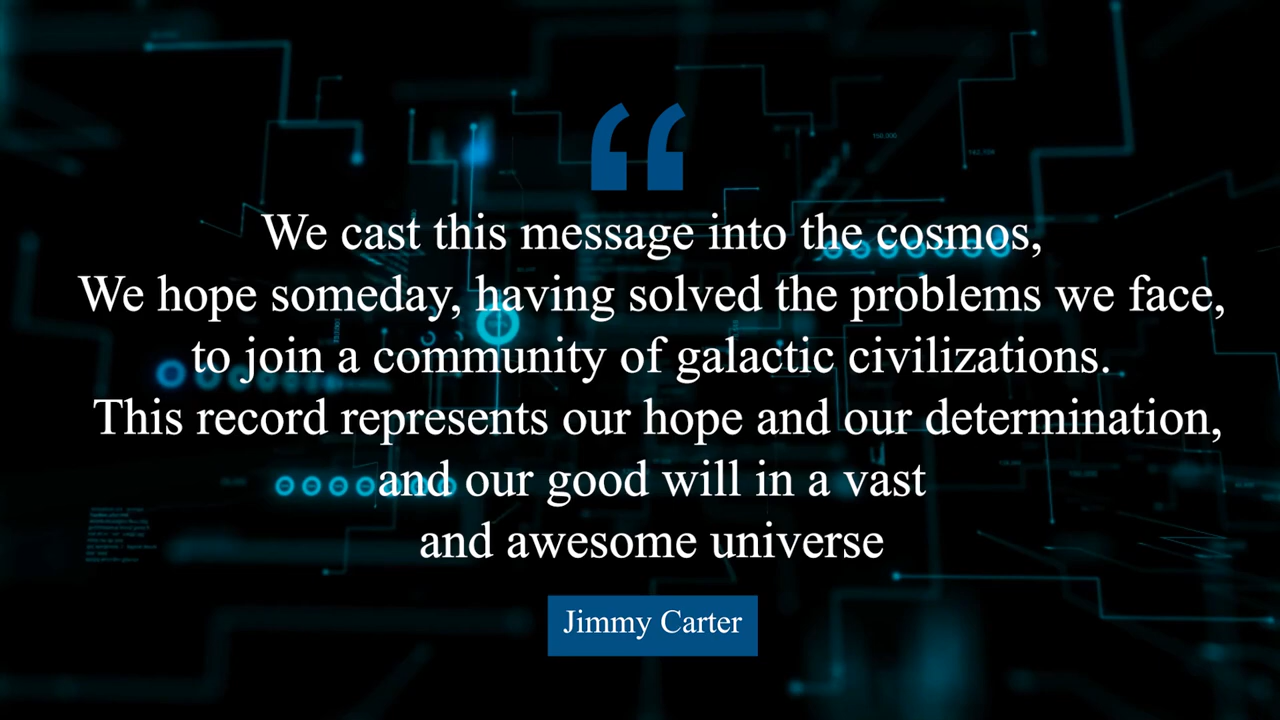 We cast this message into the cosmos,
We hope someday, having solved the problems we face,
to join a community of galactic civilizations.
This record represents our hope and our determination,
and our good will in a vast
and awesome universe
Jimmy Carter